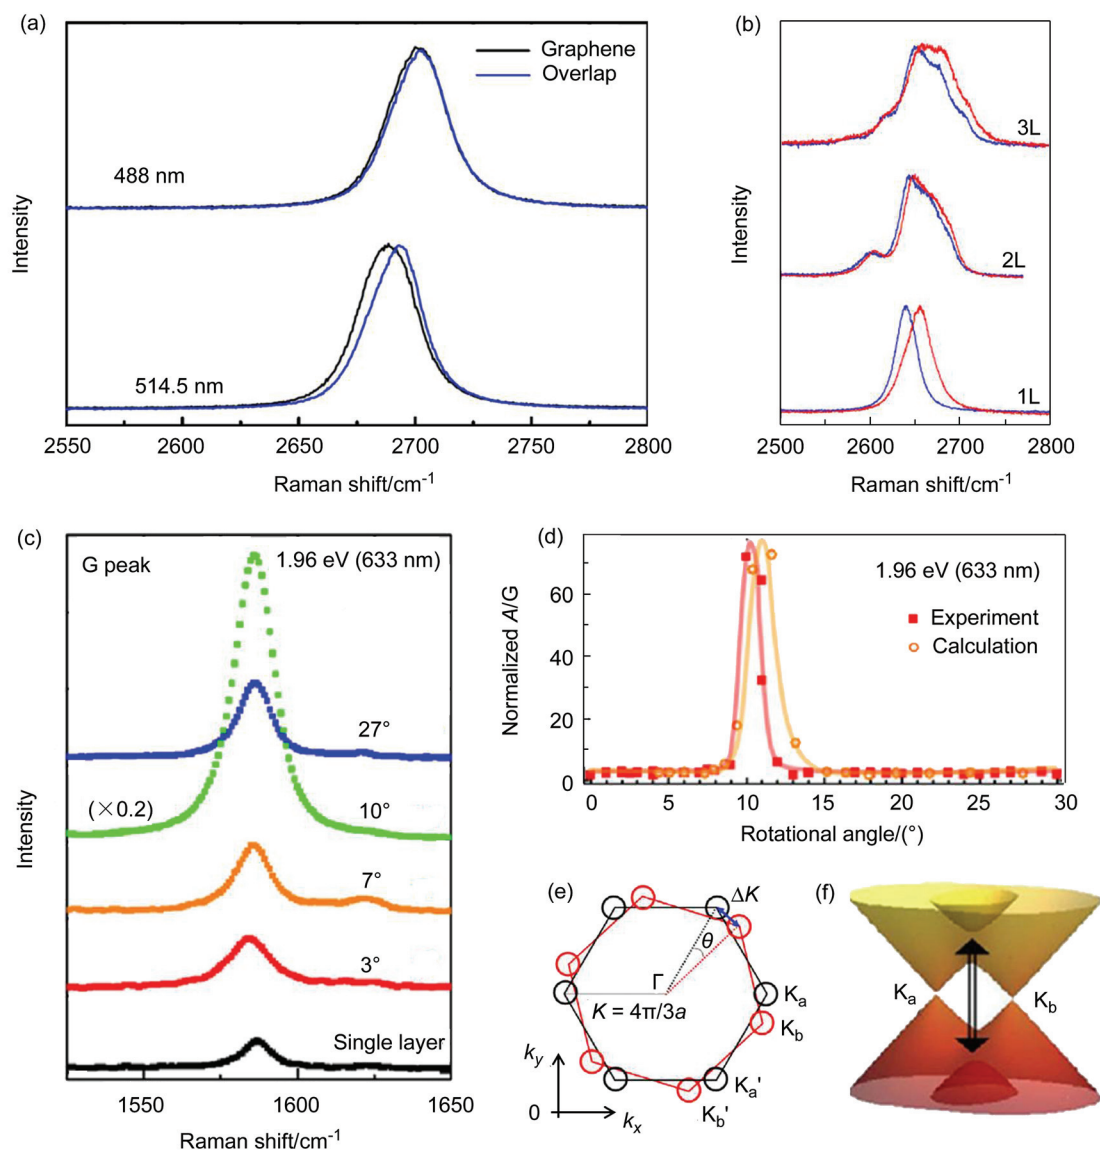 (a)
Graphene
Overlap
488 nm
514.5 nm
Intensity
2550 2600 2650 2700 2750 2800
Raman shift/cm-1
(b)
3L
2L
1L
Intensity
2500 2600 2700 2800
Raman shift/cm-1
(c)
G peak
1.96 eV (633 nm)
27°
(×0.2)
10°
7°
3°
Single layer
Intensity
1550 1600 1650
Raman shift/cm-1
(d)
1.96 eV (633 nm)
Experiment
Calculation
Normalized A/G
60
40
20
0
0 5 10 15 20 25 30
Rotational angle/(°)
(e)
ΔK
θ
Γ
K = 4π/3a
Ka
Kb
Ka'
Kb'
ky
0
kx
(f)
Ka
Kb